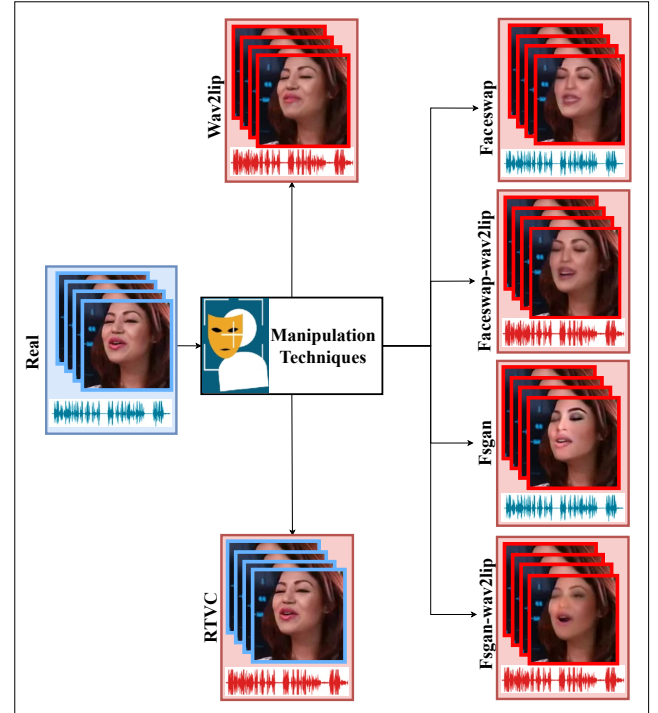 Wav2lip
Faceswap
Faceswap-wav2lip
Real
Manipulation
Techniques
Fsgan
RTVC
Fsgan-wav2lip